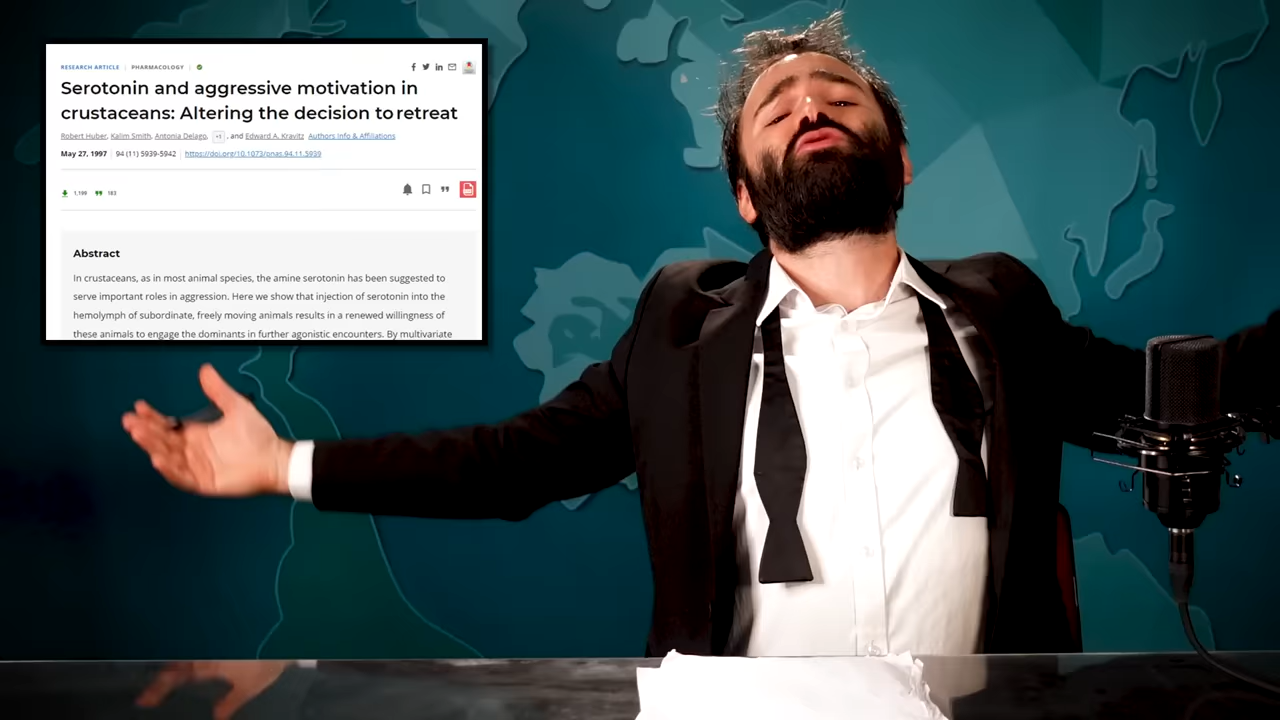 RESEARCH ARTICLE | PHARMACOLOGY |
Serotonin and aggressive motivation in
crustaceans: Altering the decision to retreat
Robert Huber, Kalim Smith, Antonia Delago, +1 , and Edward A. Kravitz Authors Info & Affiliations
May 27, 1997 | 94 (11) 5939-5942 | https://doi.org/10.1073/pnas.94.11.5939
1,199 183
Abstract
In crustaceans, as in most animal species, the amine serotonin has been suggested to
serve important roles in aggression. Here we show that injection of serotonin into the
hemolymph of subordinate, freely moving animals results in a renewed willingness of
these animals to engage the dominants in further agonistic encounters. By multivariate